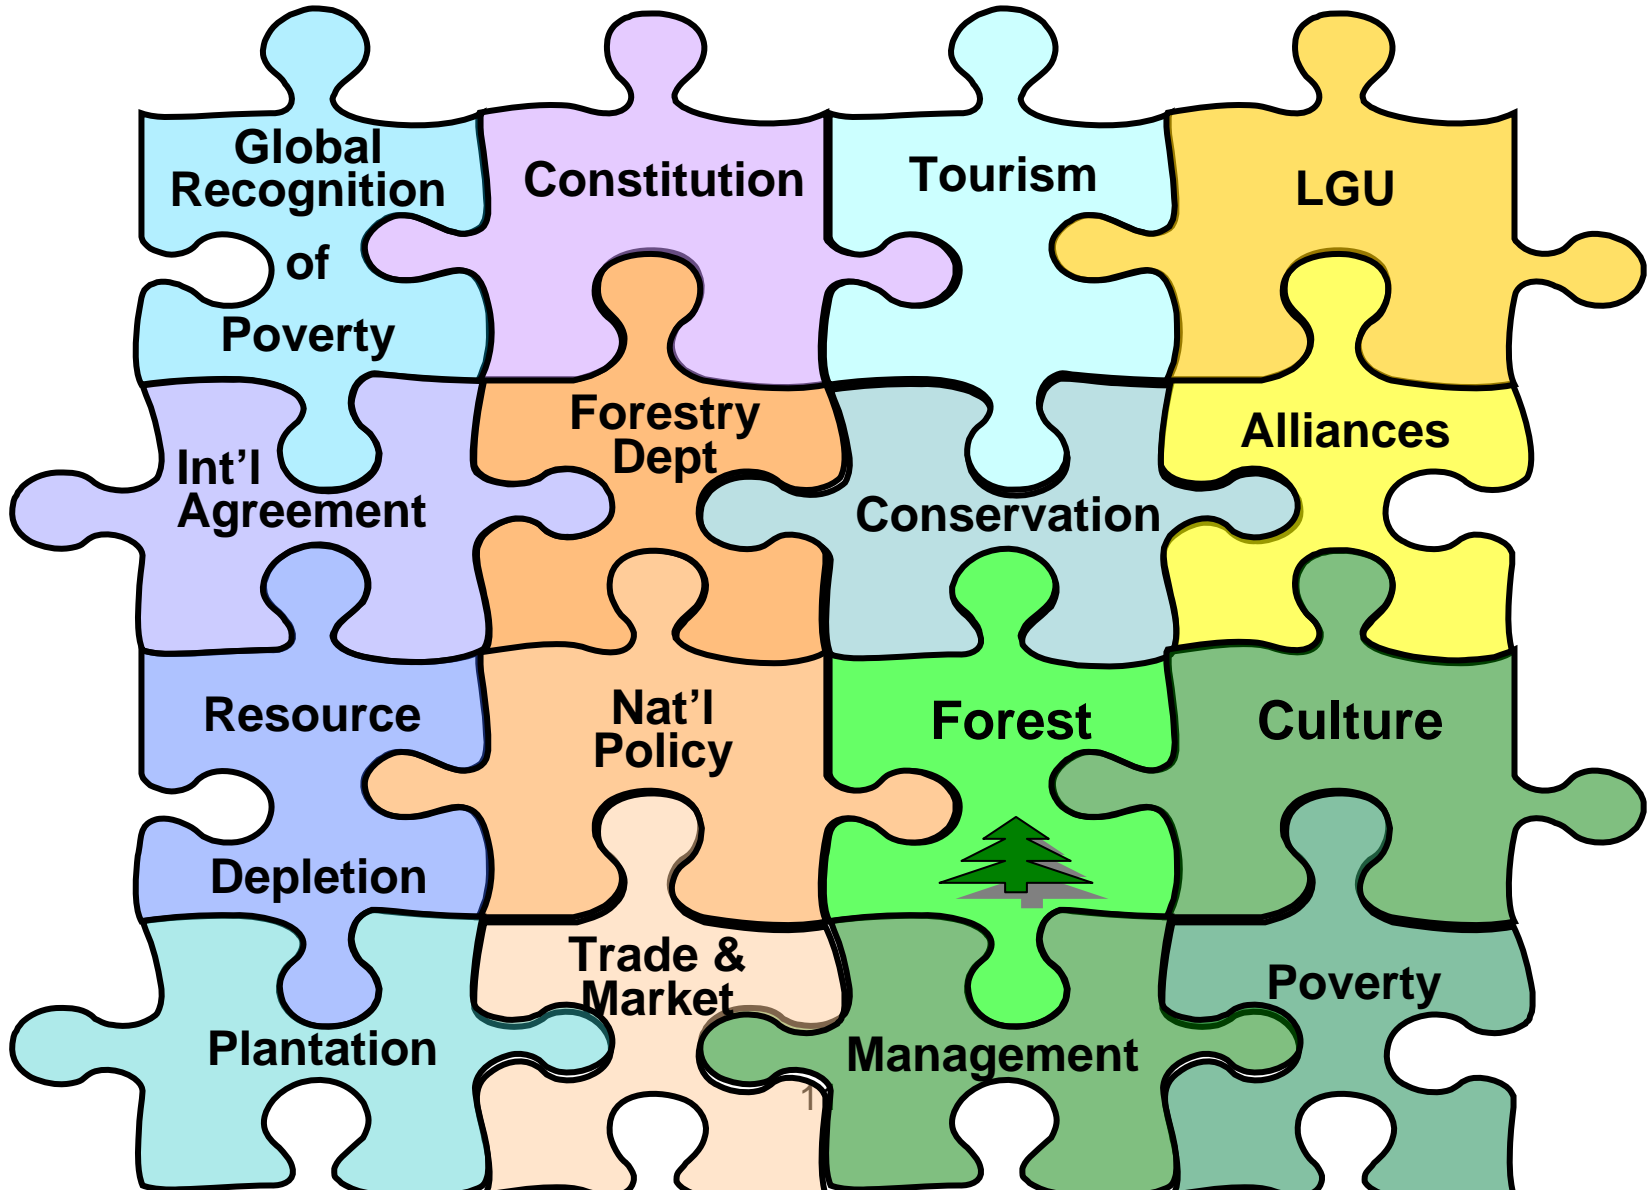 Global
Recognition
of
Poverty
Constitution
Tourism
LGU
Int'l
Agreement
Forestry
Dept
Conservation
Alliances
Resource
Depletion
Nat'l
Policy
Forest
Culture
Plantation
Trade &
Market
Management
Poverty